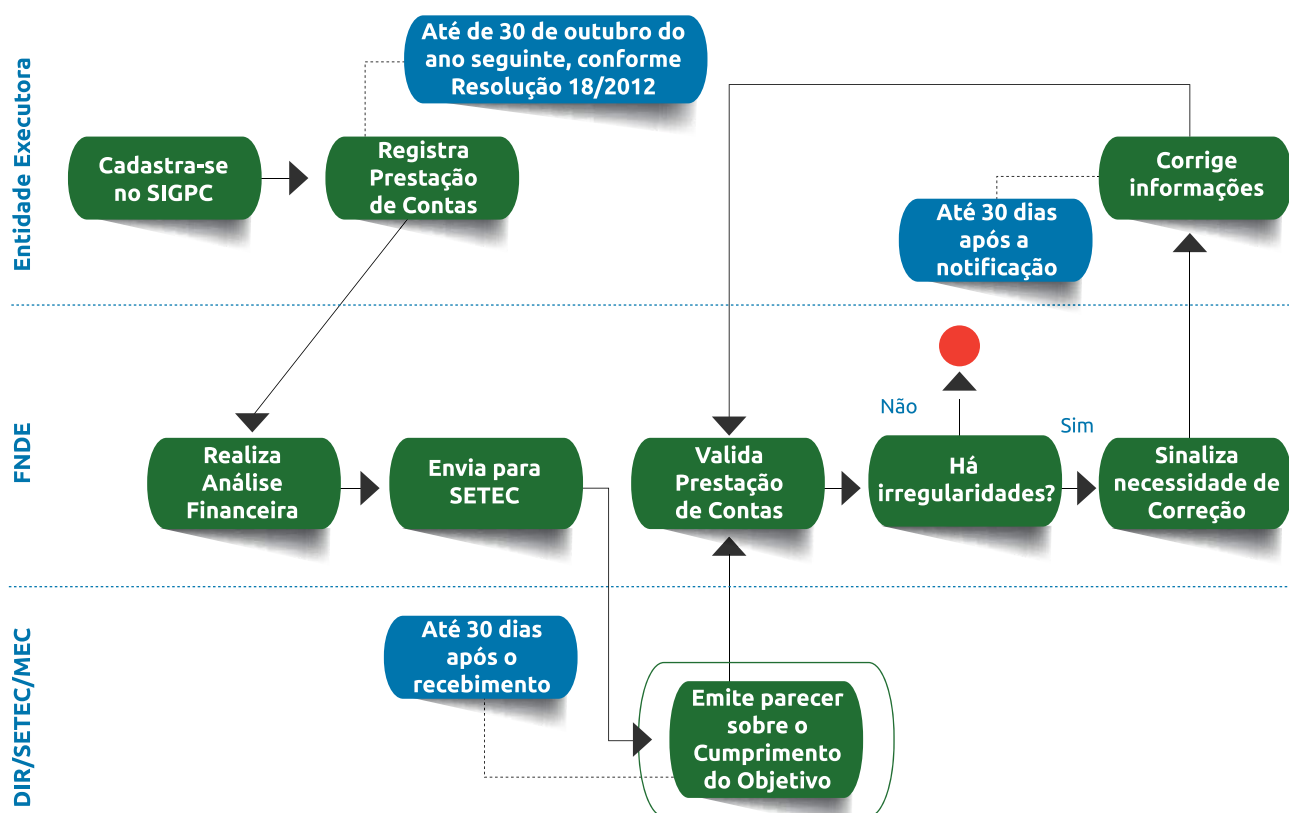 Entidade Executora
Até de 30 de outubro do
ano seguinte, conforme
Resolução 18/2012
Cadastra-se
no SIGPC
Registra
Prestação
de Contas
Corrige
informações
Até 30 dias
após a
notificação
FNDE
Realiza
Análise
Financeira
Envia para
SETEC
Valida
Prestação
de Contas
Não
Há
irregularidades?
Sim
Sinaliza
necessidade de
Correção
DIR/SETEC/MEC
Até 30 dias
após o
recebimento
Emite parecer
sobre o
Cumprimento
do Objetivo